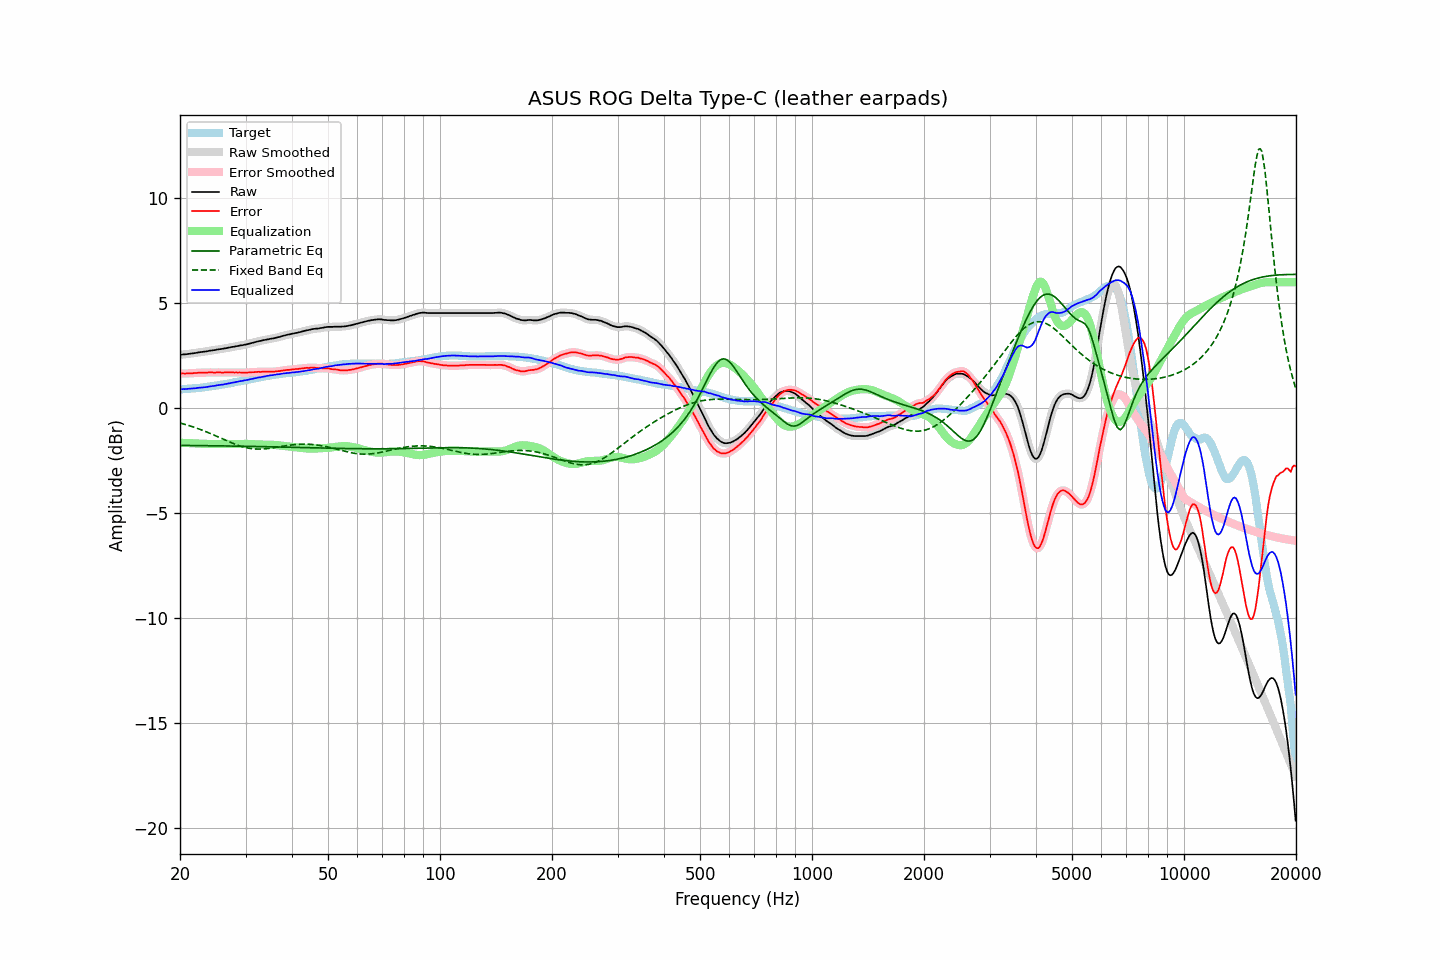 ASUS ROG Delta Type-C (leather earpads)
Target
Raw Smoothed
Error Smoothed
Raw
Error
Equalization
Parametric Eq
Fixed Band Eq
Equalized
Amplitude (dBr)
10
5
0
−5
−10
−15
−20
20 50 100 200 500 1000 2000 5000 10000 20000
Frequency (Hz)